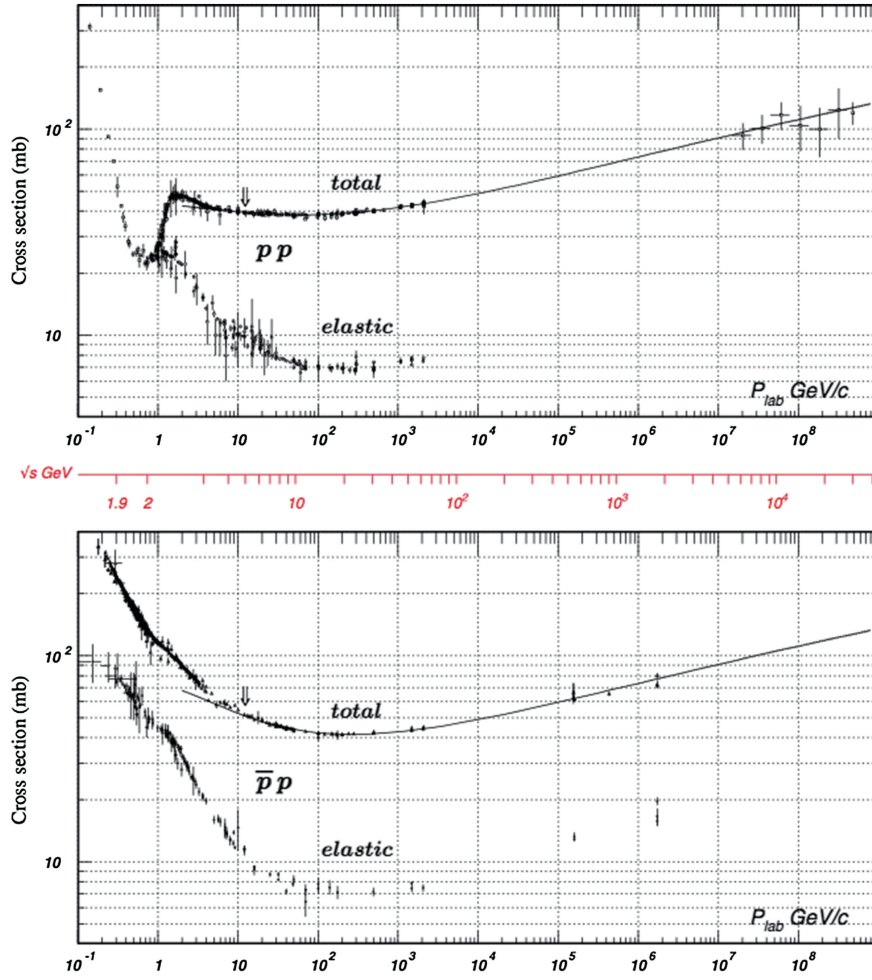 10²
total
⇓
p p
10
elastic
Cross section (mb)
P_lab GeV/c
10⁻¹ 1 10 10² 10³ 10⁴ 10⁵ 10⁶ 10⁷ 10⁸
√s GeV
1.9 2 10 10² 10³ 10⁴
10²
⇓
total
p̅ p
10
elastic
Cross section (mb)
P_lab GeV/c
10⁻¹ 1 10 10² 10³ 10⁴ 10⁵ 10⁶ 10⁷ 10⁸